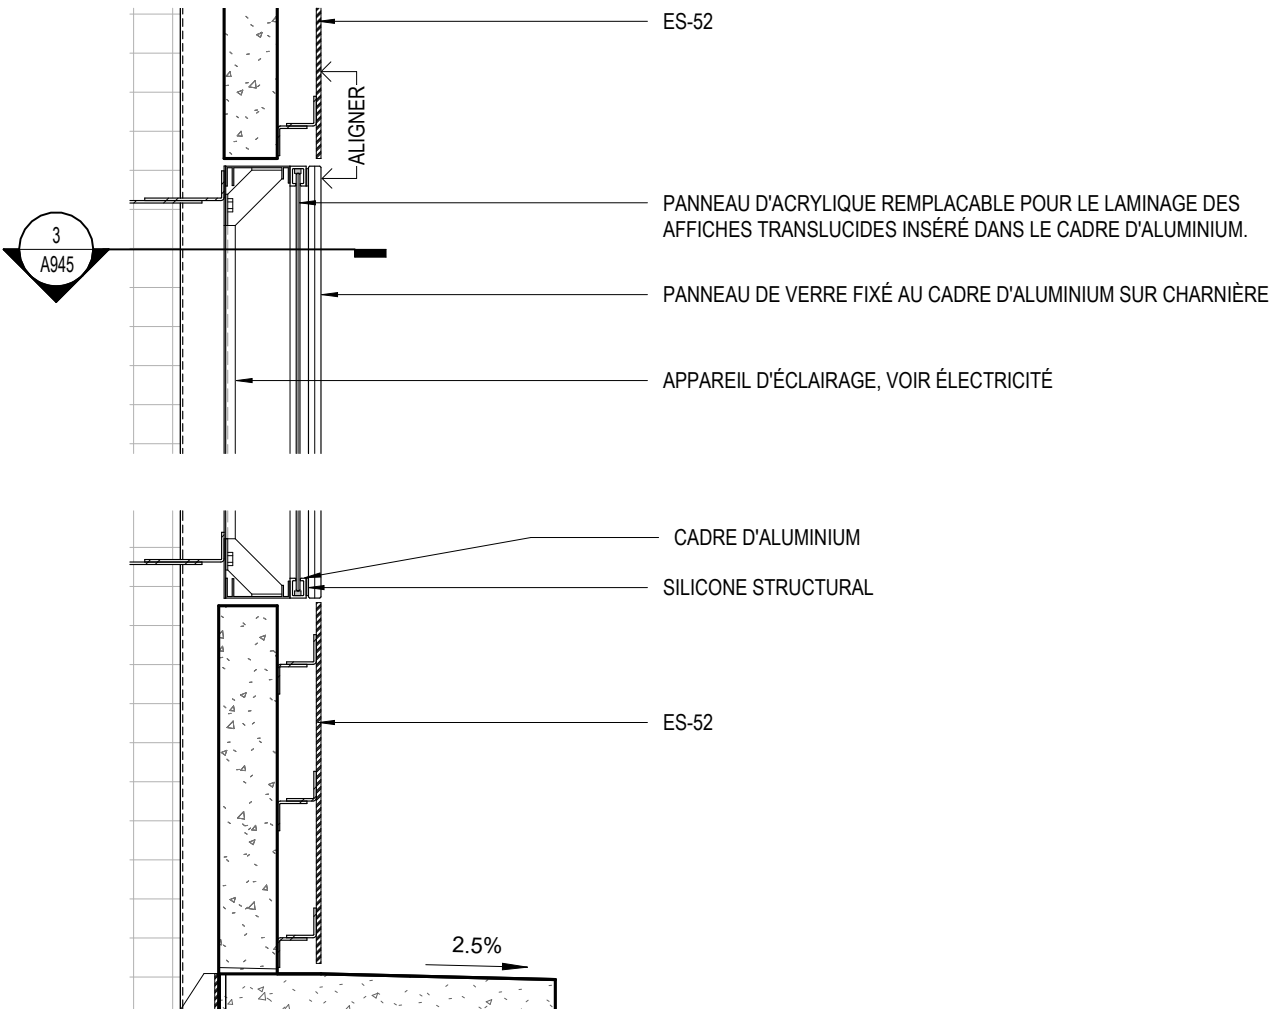 ES-52
ALIGNER
PANNEAU D'ACRYLIQUE REMPLACABLE POUR LE LAMINAGE DES
AFFICHES TRANSLUCIDES INSÉRÉ DANS LE CADRE D'ALUMINIUM.
3
A945
PANNEAU DE VERRE FIXÉ AU CADRE D'ALUMINIUM SUR CHARNIÈRE
APPAREIL D'ÉCLAIRAGE, VOIR ÉLECTRICITÉ
CADRE D'ALUMINIUM
SILICONE STRUCTURAL
ES-52
2.5%